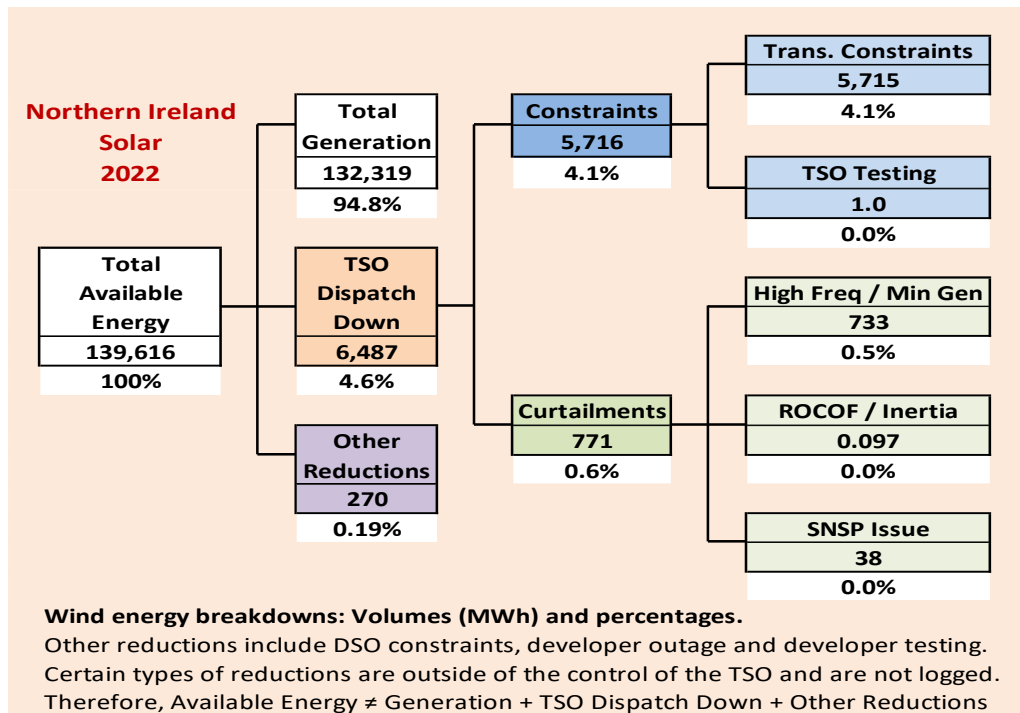 Northern Ireland
Solar
2022
Total
Available
Energy
139,616
100%
Total
Generation
132,319
94.8%
TSO
Dispatch
Down
6,487
4.6%
Other
Reductions
270
0.19%
Constraints
5,716
4.1%
Curtailments
771
0.6%
Trans. Constraints
5,715
4.1%
TSO Testing
1.0
0.0%
High Freq / Min Gen
733
0.5%
ROCOF / Inertia
0.097
0.0%
SNSP Issue
38
0.0%
Wind energy breakdowns: Volumes (MWh) and percentages.
Other reductions include DSO constraints, developer outage and developer testing.
Certain types of reductions are outside of the control of the TSO and are not logged.
Therefore, Available Energy ≠ Generation + TSO Dispatch Down + Other Reductions